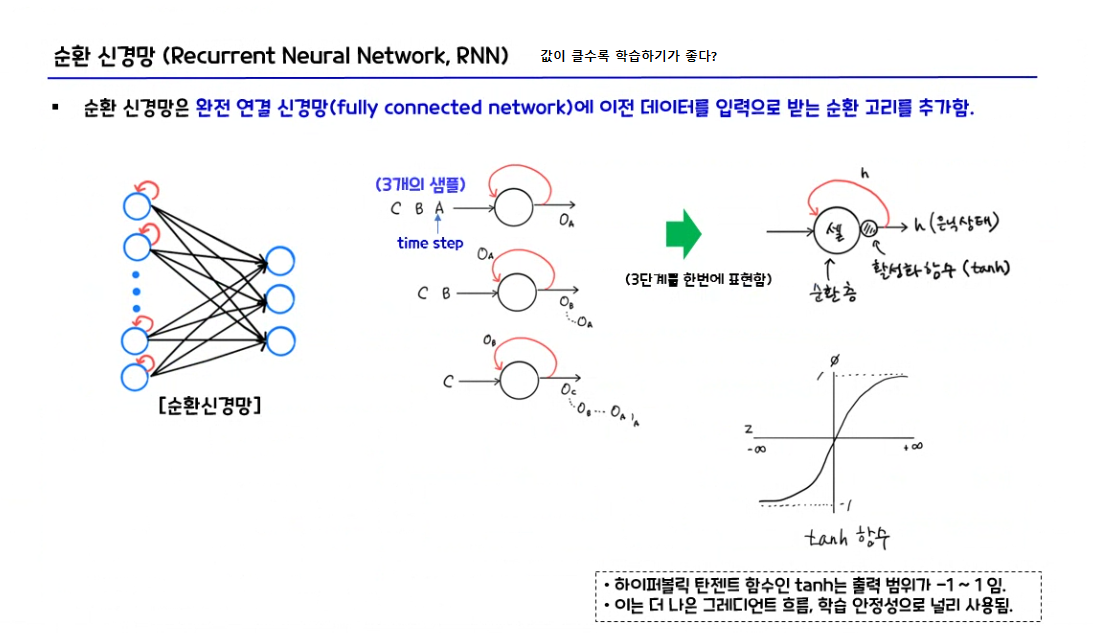 순환 신경망 (Recurrent Neural Network, RNN)
값이 클수록 학습하기가 좋다?
▪ 순환 신경망은 완전 연결 신경망(fully connected network)에 이전 데이터를 입력으로 받는 순환 고리를 추가함.
[순환신경망]
(3개의 샘플)
C B A
O_A
time step
O_A
C B
O_B
O_A
O_B
C
O_C
O_B ... O_A 'A
(3단계를 한번에 표현함)
h
셀
h (은닉상태)
활성화 함수 (tanh)
순환 층
ø
1
z
-∞
+∞
-1
tanh 함수
• 하이퍼볼릭 탄젠트 함수인 tanh는 출력 범위가 -1 ~ 1 임.
• 이는 더 나은 그레디언트 흐름, 학습 안정성으로 널리 사용됨.